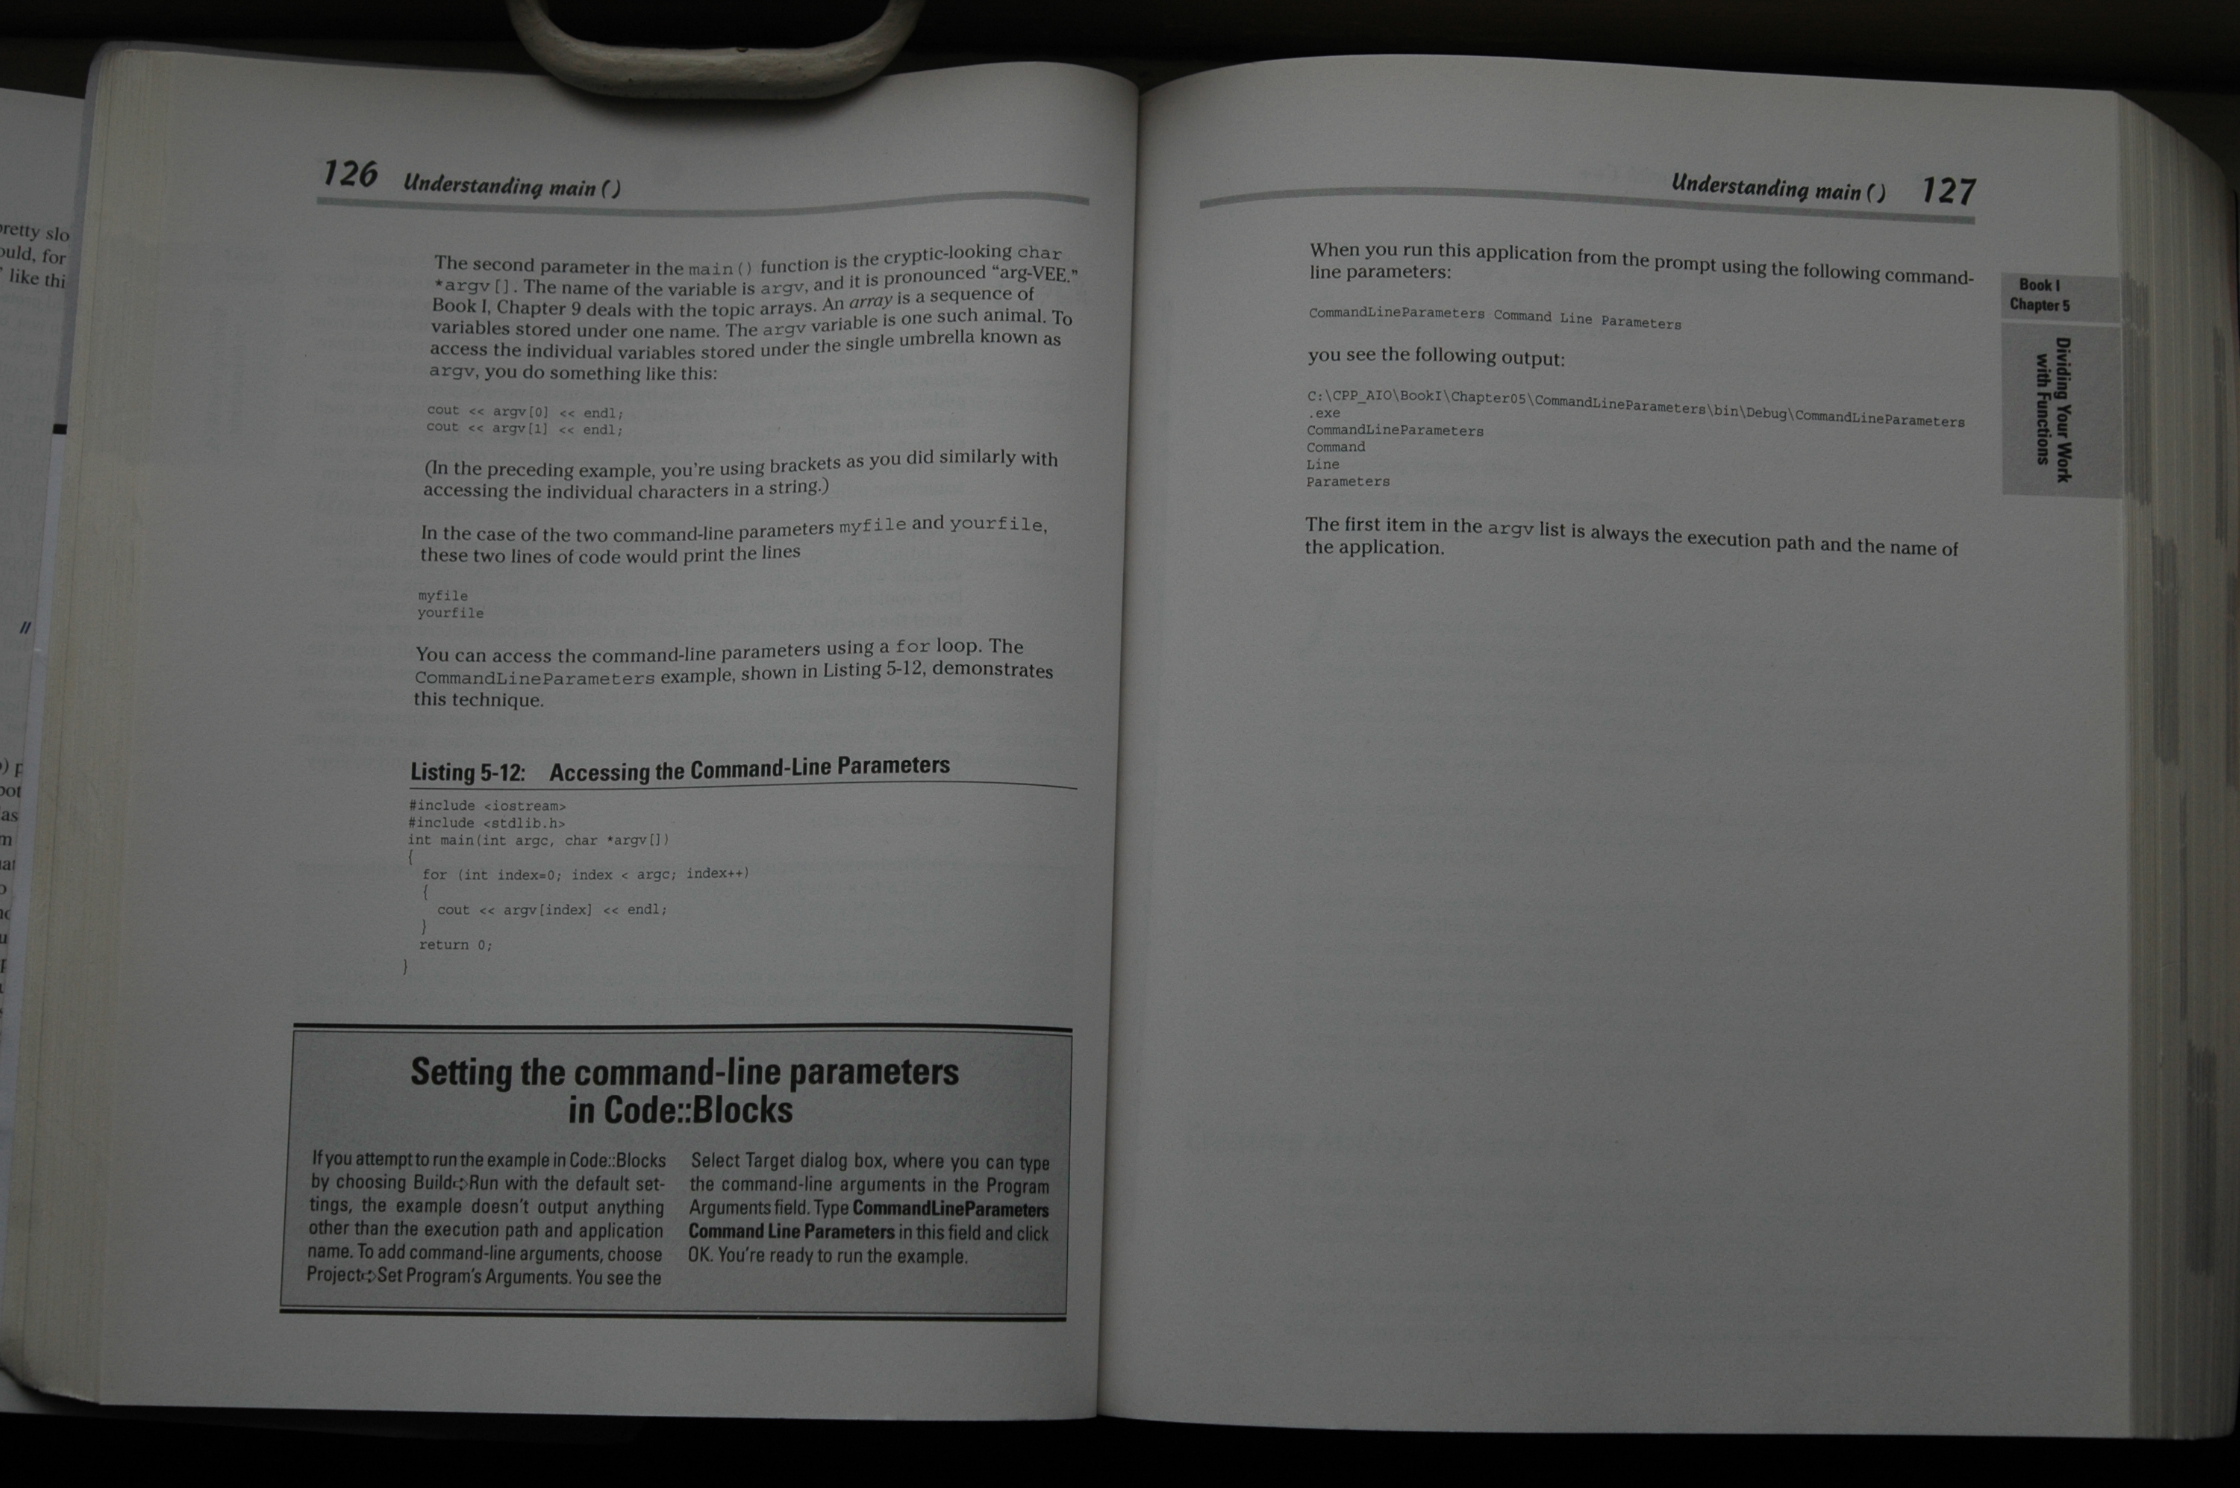 126 Understanding main()
The second parameter in the main() function is the cryptic-looking char
*argv[]. The name of the variable is argv, and it is pronounced “arg-VEE.”
Book I, Chapter 9 deals with the topic arrays. An array is a sequence of
variables stored under one name. The argv variable is one such animal. To
access the individual variables stored under the single umbrella known as
argv, you do something like this:
cout << argv[0] << endl;
cout << argv[1] << endl;
(In the preceding example, you're using brackets as you did similarly with
accessing the individual characters in a string.)
In the case of the two command-line parameters myfile and yourfile,
these two lines of code would print the lines
myfile
yourfile
You can access the command-line parameters using a for loop. The
CommandLineParameters example, shown in Listing 5-12, demonstrates
this technique.
Listing 5-12: Accessing the Command-Line Parameters
#include <iostream>
#include <stdlib.h>
int main(int argc, char *argv[])
{
for (int index=0; index < argc; index++)
{
cout << argv[index] << endl;
}
return 0;
}
Setting the command-line parameters
in Code::Blocks
If you attempt to run the example in Code::Blocks
by choosing Build➪Run with the default set-
tings, the example doesn't output anything
other than the execution path and application
name. To add command-line arguments, choose
Project➪Set Program's Arguments. You see the
Select Target dialog box, where you can type
the command-line arguments in the Program
Arguments field. Type CommandLineParameters
Command Line Parameters in this field and click
OK. You're ready to run the example.
Understanding main() 127
When you run this application from the prompt using the following command-
line parameters:
CommandLineParameters Command Line Parameters
you see the following output:
C:\CPP_AIO\BookI\Chapter05\CommandLineParameters\bin\Debug\CommandLineParameters
.exe
CommandLineParameters
Command
Line
Parameters
The first item in the argv list is always the execution path and the name of
the application.
Book I
Chapter 5
Dividing Your Work
with Functions